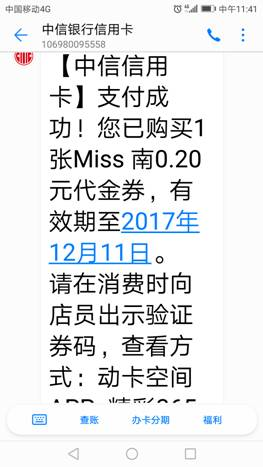 中国移动4G
中午11:41
中信银行信用卡
106980095558
【中信信用
卡】支付成
功！您已购买1
张Miss 南0.20
元代金券，有
效期至2017年
12月11日。
请在消费时向
店员出示验证
券码，查看方
式：动卡空间
查账 办卡分期 福利